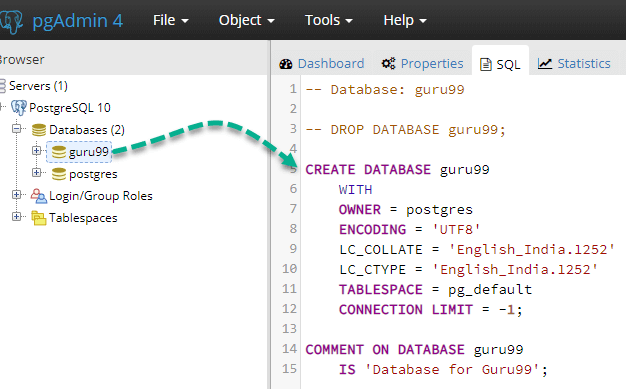 pgAdmin 4 File Object Tools Help
Browser
Dashboard Properties SQL Statistics
Servers (1)
PostgreSQL 10
Databases (2)
guru99
postgres
Login/Group Roles
Tablespaces
1 -- Database: guru99
2
3 -- DROP DATABASE guru99;
4
5 CREATE DATABASE guru99
6 WITH
7 OWNER = postgres
8 ENCODING = 'UTF8'
9 LC_COLLATE = 'English_India.1252'
10 LC_CTYPE = 'English_India.1252'
11 TABLESPACE = pg_default
12 CONNECTION LIMIT = -1;
13
14 COMMENT ON DATABASE guru99
15 IS 'Database for Guru99';